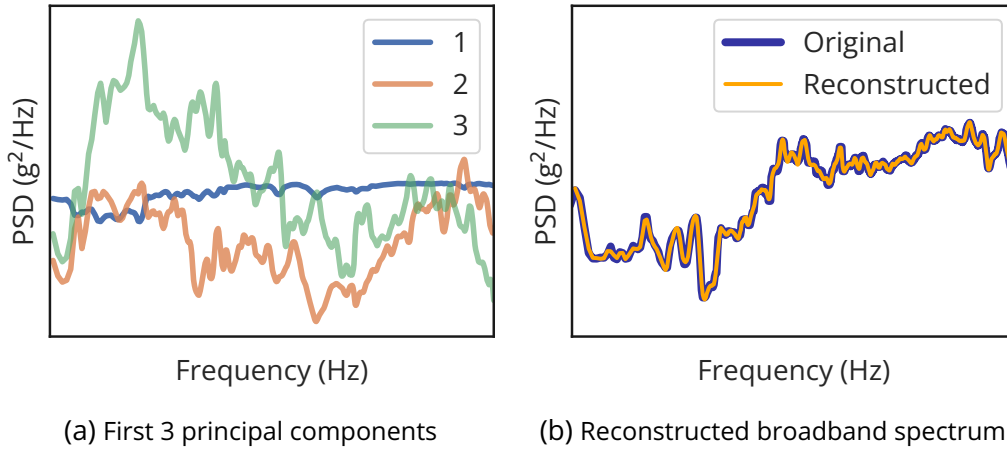 PSD (g²/Hz)
1
2
3
Frequency (Hz)
(a) First 3 principal components
PSD (g²/Hz)
Original
Reconstructed
Frequency (Hz)
(b) Reconstructed broadband spectrum